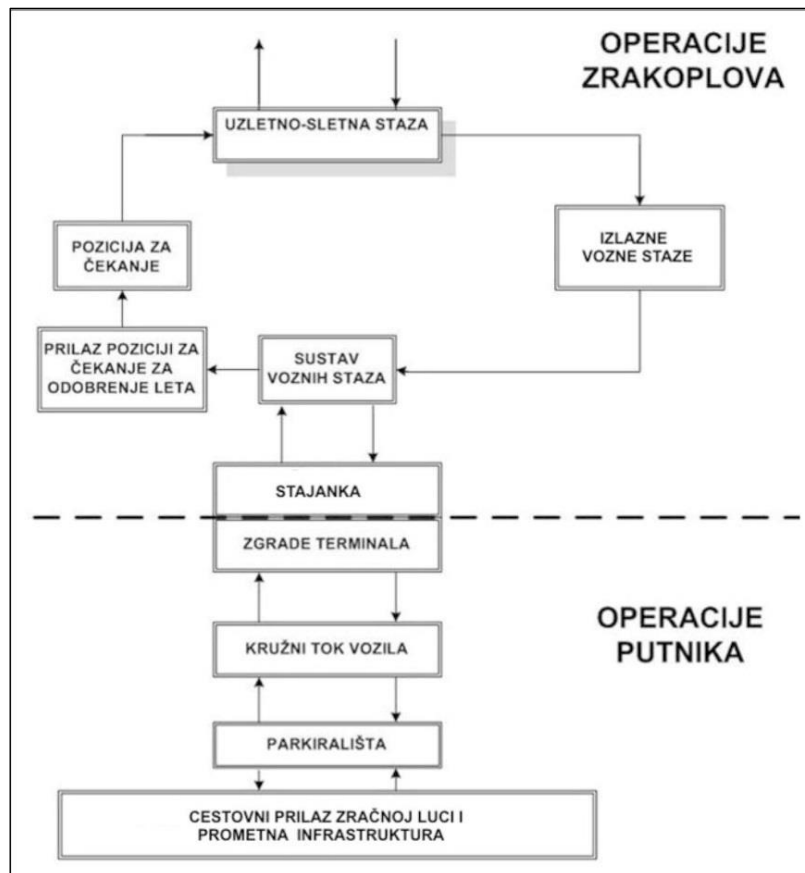 OPERACIJE
ZRAKOPLOVA
UZLETNO-SLETNA STAZA
POZICIJA ZA
ČEKANJE
IZLAZNE
VOZNE STAZE
PRILAZ POZICIJI ZA
ČEKANJE ZA
ODOBRENJE LETA
SUSTAV
VOZNIH STAZA
STAJANKA
ZGRADE TERMINALA
OPERACIJE
PUTNIKA
KRUŽNI TOK VOZILA
PARKIRALIŠTA
CESTOVNI PRILAZ ZRAČNOJ LUCI I
PROMETNA INFRASTRUKTURA